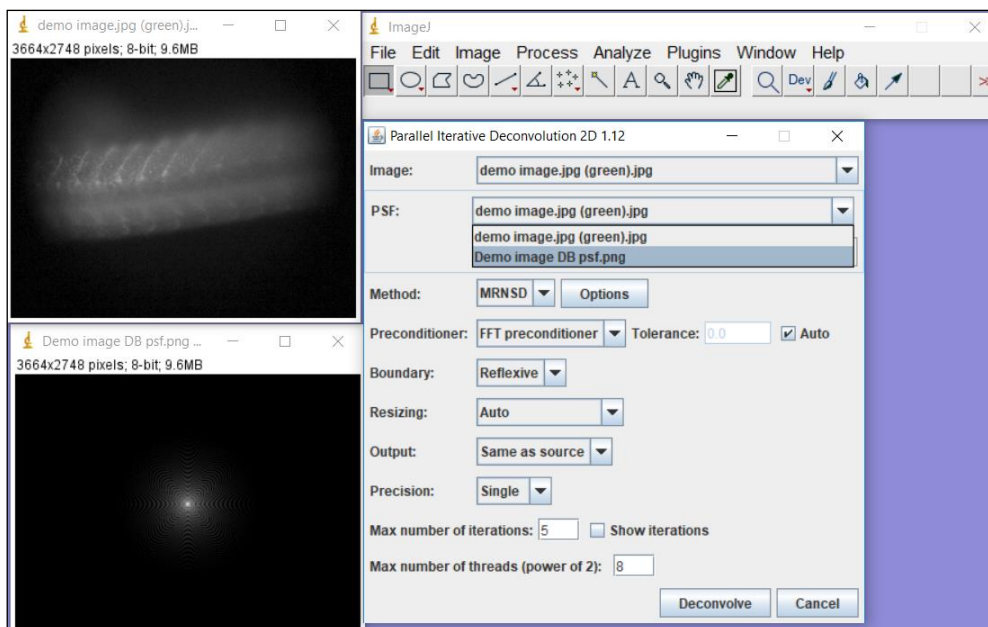 demo image.jpg (green).j...
3664x2748 pixels; 8-bit; 9.6MB
ImageJ
File Edit Image Process Analyze Plugins Window Help
A Dev
Parallel Iterative Deconvolution 2D 1.12
Image: demo image.jpg (green).jpg
PSF: demo image.jpg (green).jpg
demo image.jpg (green).jpg
Demo image DB psf.png
Method: MRNSD Options
Preconditioner: FFT preconditioner Tolerance: 0.0 Auto
Boundary: Reflexive
Resizing: Auto
Output: Same as source
Precision: Single
Max number of iterations: 5 Show iterations
Max number of threads (power of 2): 8
Deconvolve Cancel
Demo image DB psf.png ...
3664x2748 pixels; 8-bit; 9.6MB